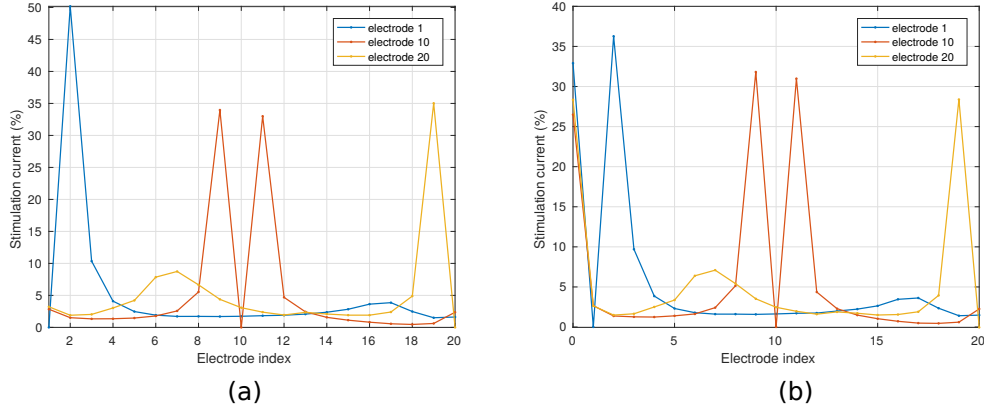 50
45
40
35
30
25
20
15
10
5
0
Stimulation current (%)
2 4 6 8 10 12 14 16 18 20
Electrode index
electrode 1
electrode 10
electrode 20
(a)
40
35
30
25
20
15
10
5
0
Stimulation current (%)
0 5 10 15 20
Electrode index
electrode 1
electrode 10
electrode 20
(b)